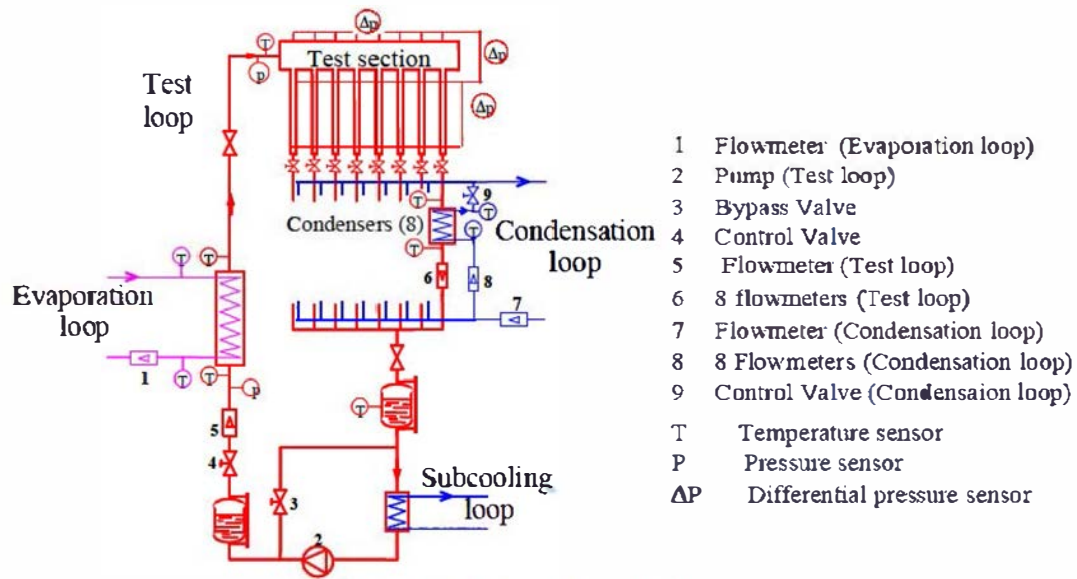 Δp
T
Δp
Test section
p
Test
loop
Δp
9
T
T
Condensers (8)
T
Condensation
loop
T
T
T
6
8
Evaporation
loop
7
1
T
T
p
T
5
4
3
Subcooling
loop
2
1 Flowmeter (Evaporation loop)
2 Pump (Test loop)
3 Bypass Valve
4 Control Valve
5 Flowmeter (Test loop)
6 8 flowmeters (Test loop)
7 Flowmeter (Condensation loop)
8 8 Flowmeters (Condensation loop)
9 Control Valve (Condensaion loop)
T Temperature sensor
P Pressure sensor
ΔP Differential pressure sensor